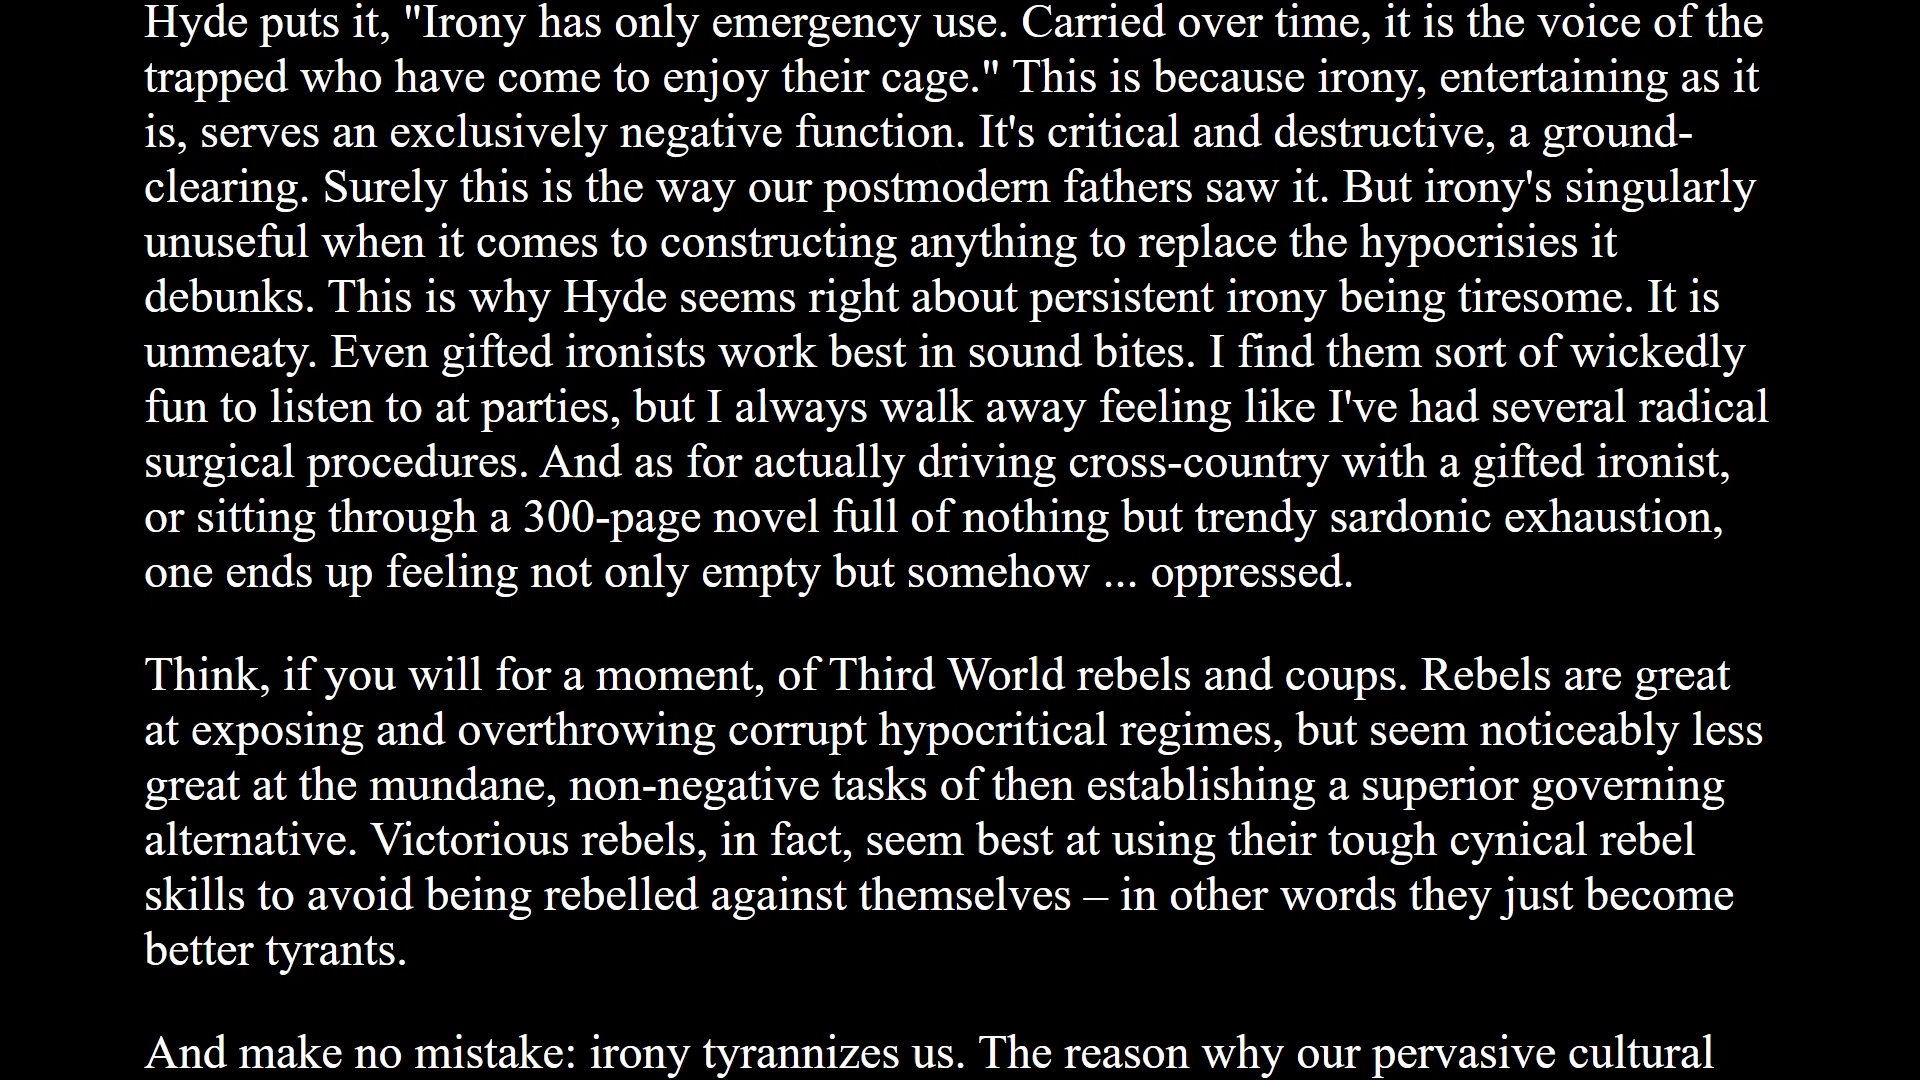 Hyde puts it, "Irony has only emergency use. Carried over time, it is the voice of the
trapped who have come to enjoy their cage." This is because irony, entertaining as it
is, serves an exclusively negative function. It's critical and destructive, a ground-
clearing. Surely this is the way our postmodern fathers saw it. But irony's singularly
unuseful when it comes to constructing anything to replace the hypocrisies it
debunks. This is why Hyde seems right about persistent irony being tiresome. It is
unmeaty. Even gifted ironists work best in sound bites. I find them sort of wickedly
fun to listen to at parties, but I always walk away feeling like I've had several radical
surgical procedures. And as for actually driving cross-country with a gifted ironist,
or sitting through a 300-page novel full of nothing but trendy sardonic exhaustion,
one ends up feeling not only empty but somehow ... oppressed.
Think, if you will for a moment, of Third World rebels and coups. Rebels are great
at exposing and overthrowing corrupt hypocritical regimes, but seem noticeably less
great at the mundane, non-negative tasks of then establishing a superior governing
alternative. Victorious rebels, in fact, seem best at using their tough cynical rebel
skills to avoid being rebelled against themselves – in other words they just become
better tyrants.
And make no mistake: irony tyrannizes us. The reason why our pervasive cultural